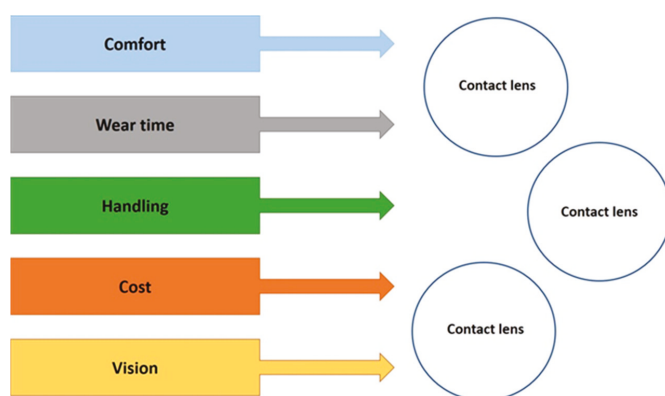 Comfort
Contact lens
Wear time
Handling
Contact lens
Cost
Contact lens
Vision